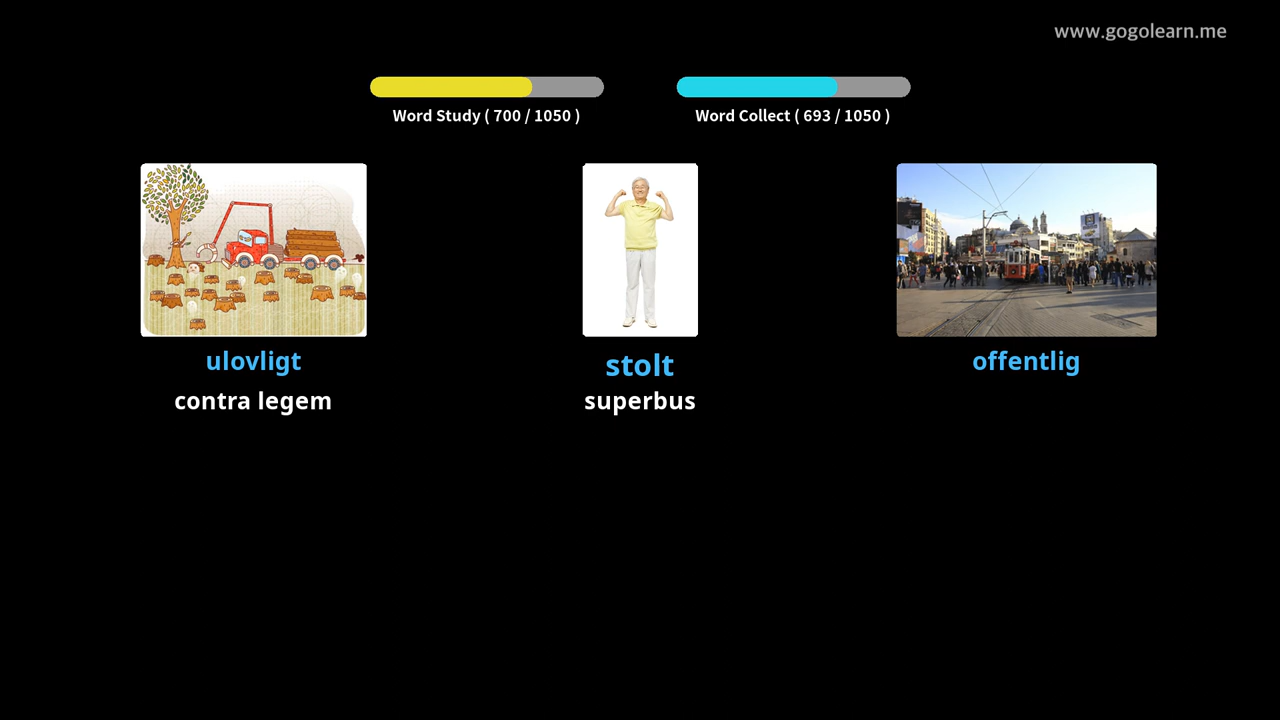 www.gogolearn.me
Word Study ( 700 / 1050 )
Word Collect ( 693 / 1050 )
ulovligt
stolt
offentlig
contra legem
superbus